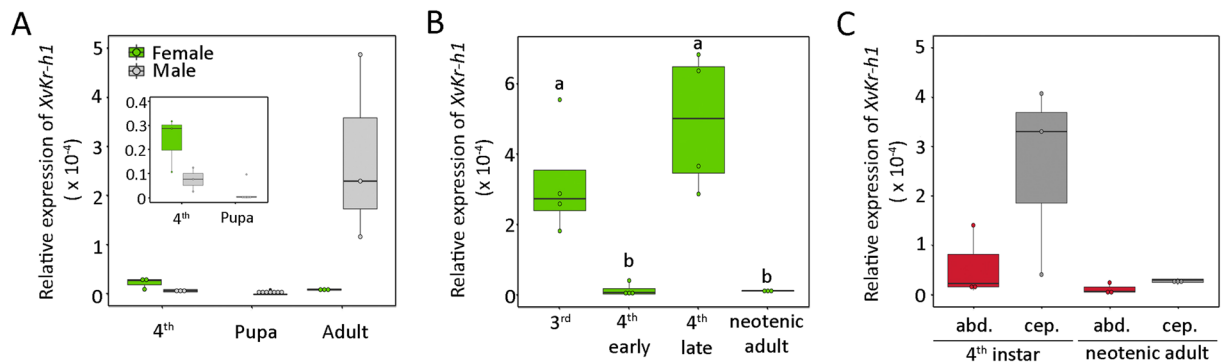 A
Relative expression of XvKr-h1
( x 10-4)
5
4
3
2
1
0
Female
Male
0.4
0.3
0.2
0.1
0
4th
Pupa
4th
Pupa
Adult
B
Relative expression of XvKr-h1
( x 10-4)
6
4
2
0
a
b
a
b
3rd
4th
early
4th
late
neotenic
adult
C
Relative expression of XvKr-h1
( x 10-4)
5
4
3
2
1
0
abd.
cep.
abd.
cep.
4th instar
neotenic adult